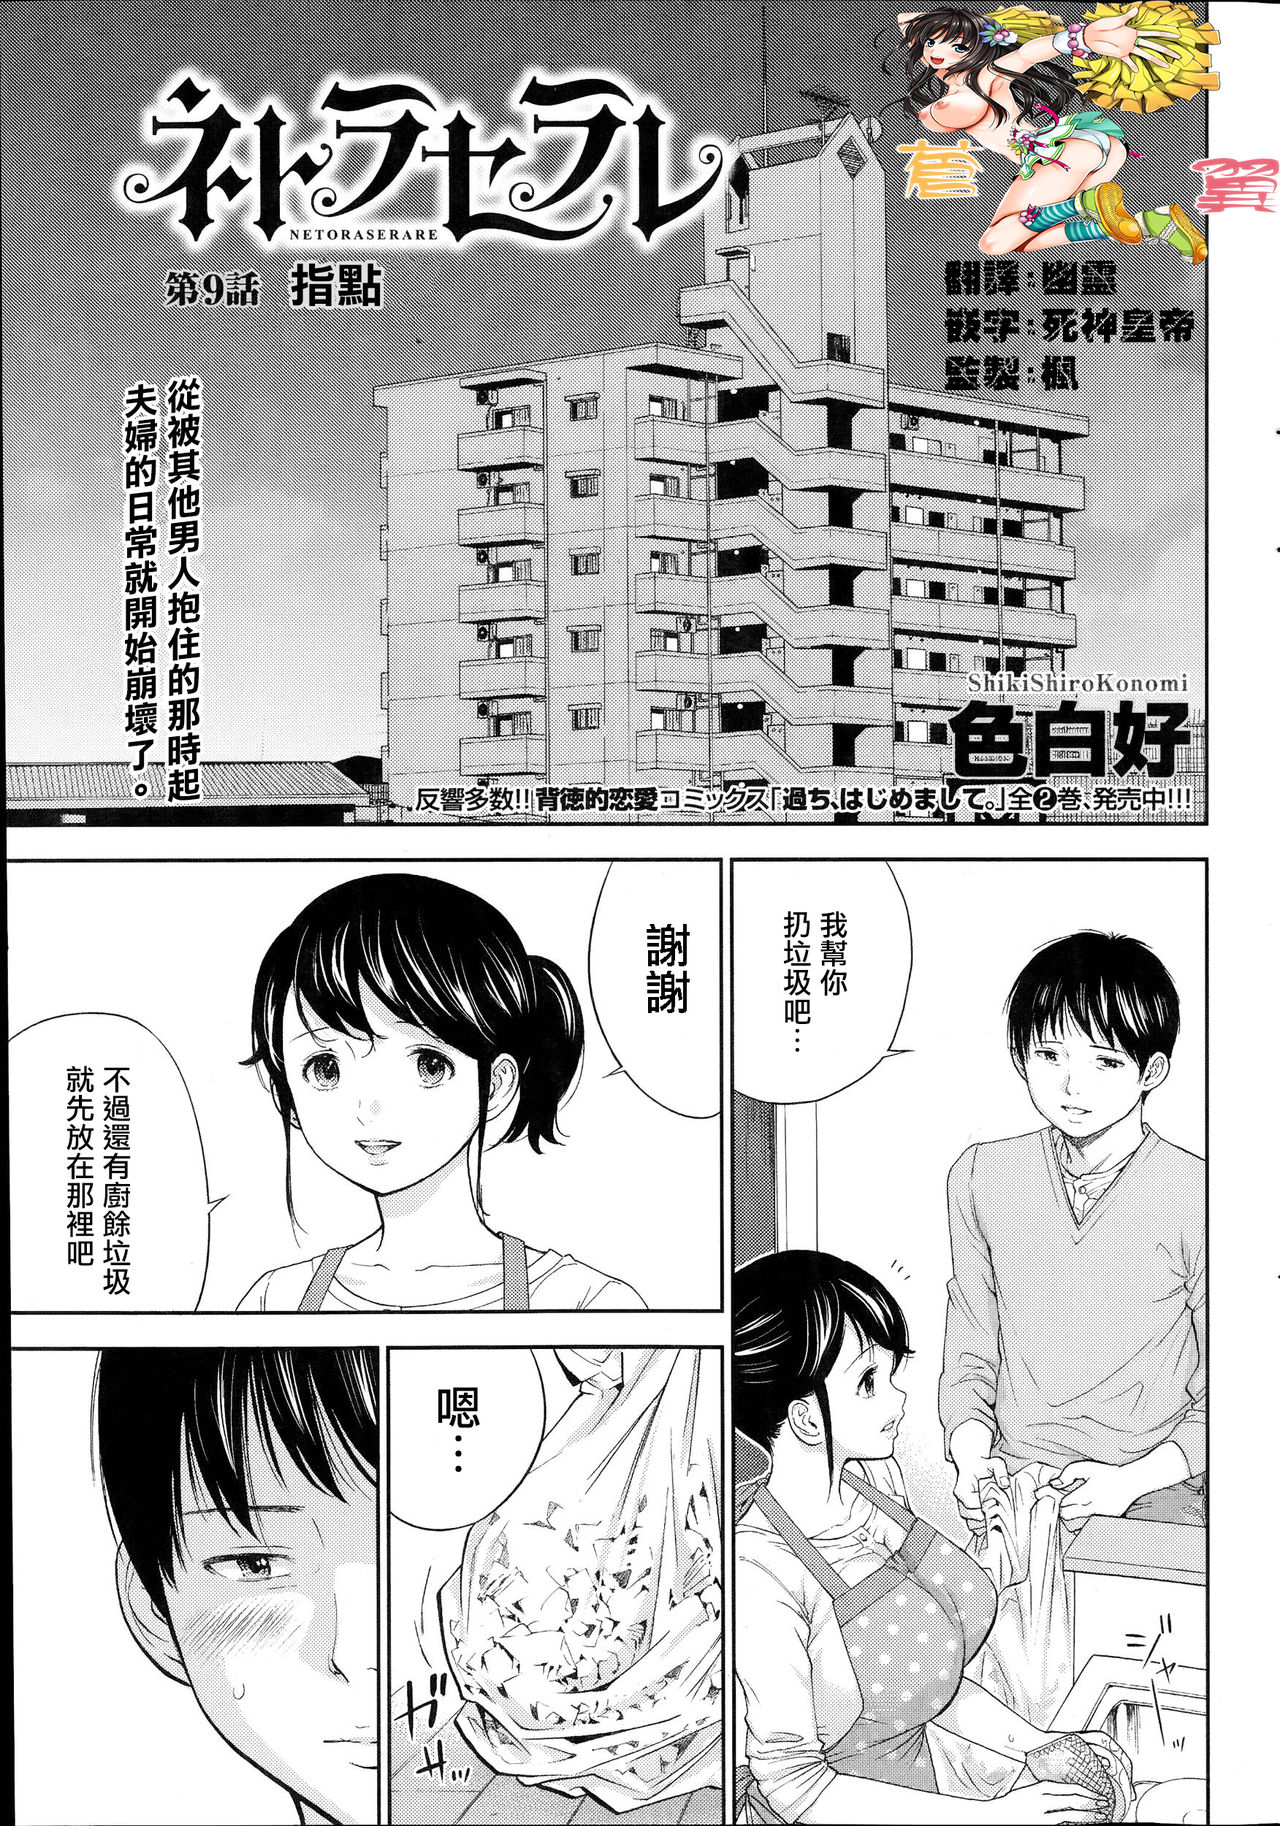 ネトラセラレ
NETORASERARE
第9話 指點
蒼
翼
翻譯：幽靈
嵌字：死神皇帝
監製：楓
從被其他男人抱住的那時起
夫婦的日常就開始崩壞了。
ShikiShiroKonomi
色白好
反響多数!! 背徳的恋愛コミックス「過ち、はじめまして。」全❷巻、発売中!!!
我幫你
扔垃圾吧…
謝謝
不過還有廚餘垃圾
就先放在那裡吧
嗯…
ガサ